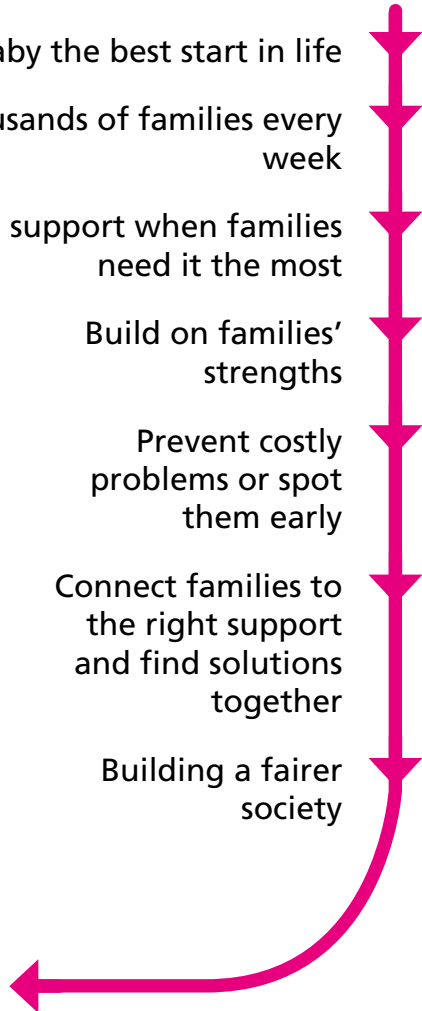 the best start in life
of families every
week
support when families
need it the most
Build on families’
strengths
Prevent costly
problems or spot
them early
Connect families to
the right support
and find solutions
together
Building a fairer
society